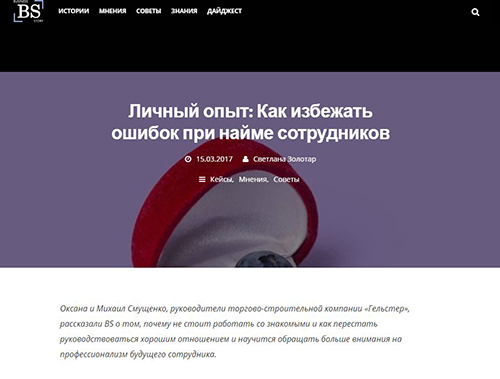 BUSINESS
BS
STORY
ИСТОРИИ МНЕНИЯ СОВЕТЫ ЗНАНИЯ ДАЙДЖЕСТ
Личный опыт: Как избежать
ошибок при найме сотрудников
15.03.2017 Светлана Золотар
Кейсы, Мнения, Советы
Оксана и Михаил Смущенко, руководители торгово-строительной компании «Гельстер»,
рассказали BS о том, почему не стоит работать со знакомыми и как перестать
руководствоваться хорошим отношением и научится обращать больше внимания на
профессионализм будущего сотрудника.